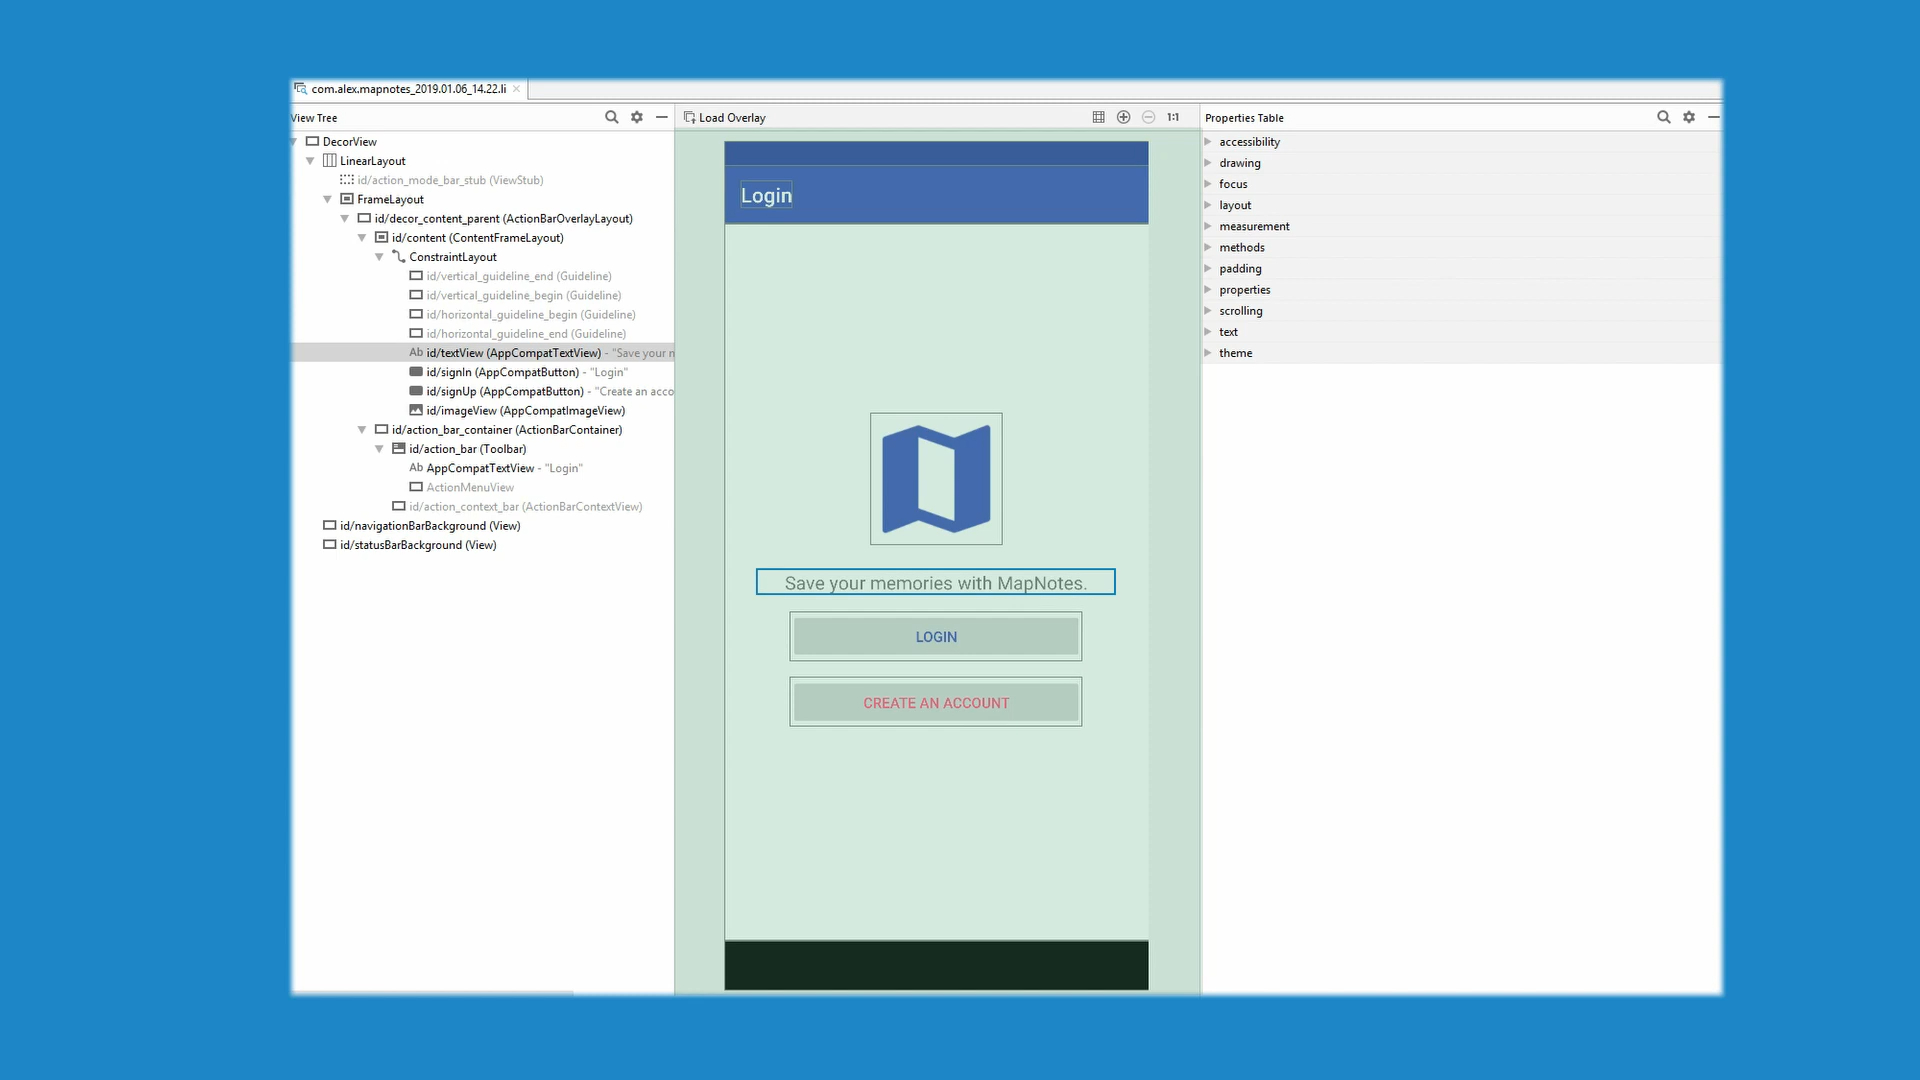 com.alex.mapnotes_2019.01.06_14.22.li
View Tree
DecorView
LinearLayout
id/action_mode_bar_stub (ViewStub)
FrameLayout
id/decor_content_parent (ActionBarOverlayLayout)
id/content (ContentFrameLayout)
ConstraintLayout
id/vertical_guideline_end (Guideline)
id/vertical_guideline_begin (Guideline)
id/horizontal_guideline_begin (Guideline)
id/horizontal_guideline_end (Guideline)
Ab id/textView (AppCompatTextView) - "Save your n
id/signIn (AppCompatButton) - "Login"
id/signUp (AppCompatButton) - "Create an acco
id/imageView (AppCompatImageView)
id/action_bar_container (ActionBarContainer)
id/action_bar (Toolbar)
Ab AppCompatTextView - "Login"
ActionMenuView
id/action_context_bar (ActionBarContextView)
id/navigationBarBackground (View)
id/statusBarBackground (View)
Load Overlay
1:1
Login
Save your memories with MapNotes.
LOGIN
CREATE AN ACCOUNT
Properties Table
accessibility
drawing
focus
layout
measurement
methods
padding
properties
scrolling
text
theme